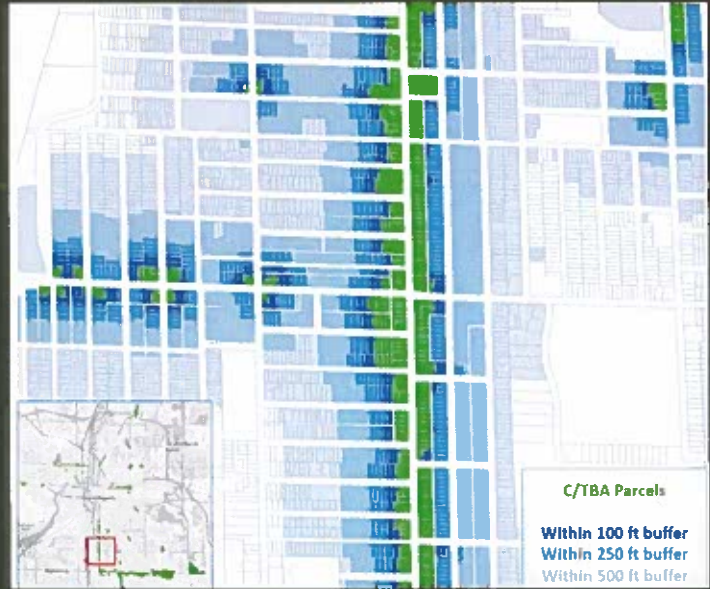 C/TBA Parcels
Within 100 ft buffer
Within 250 ft buffer
Within 500 ft buffer